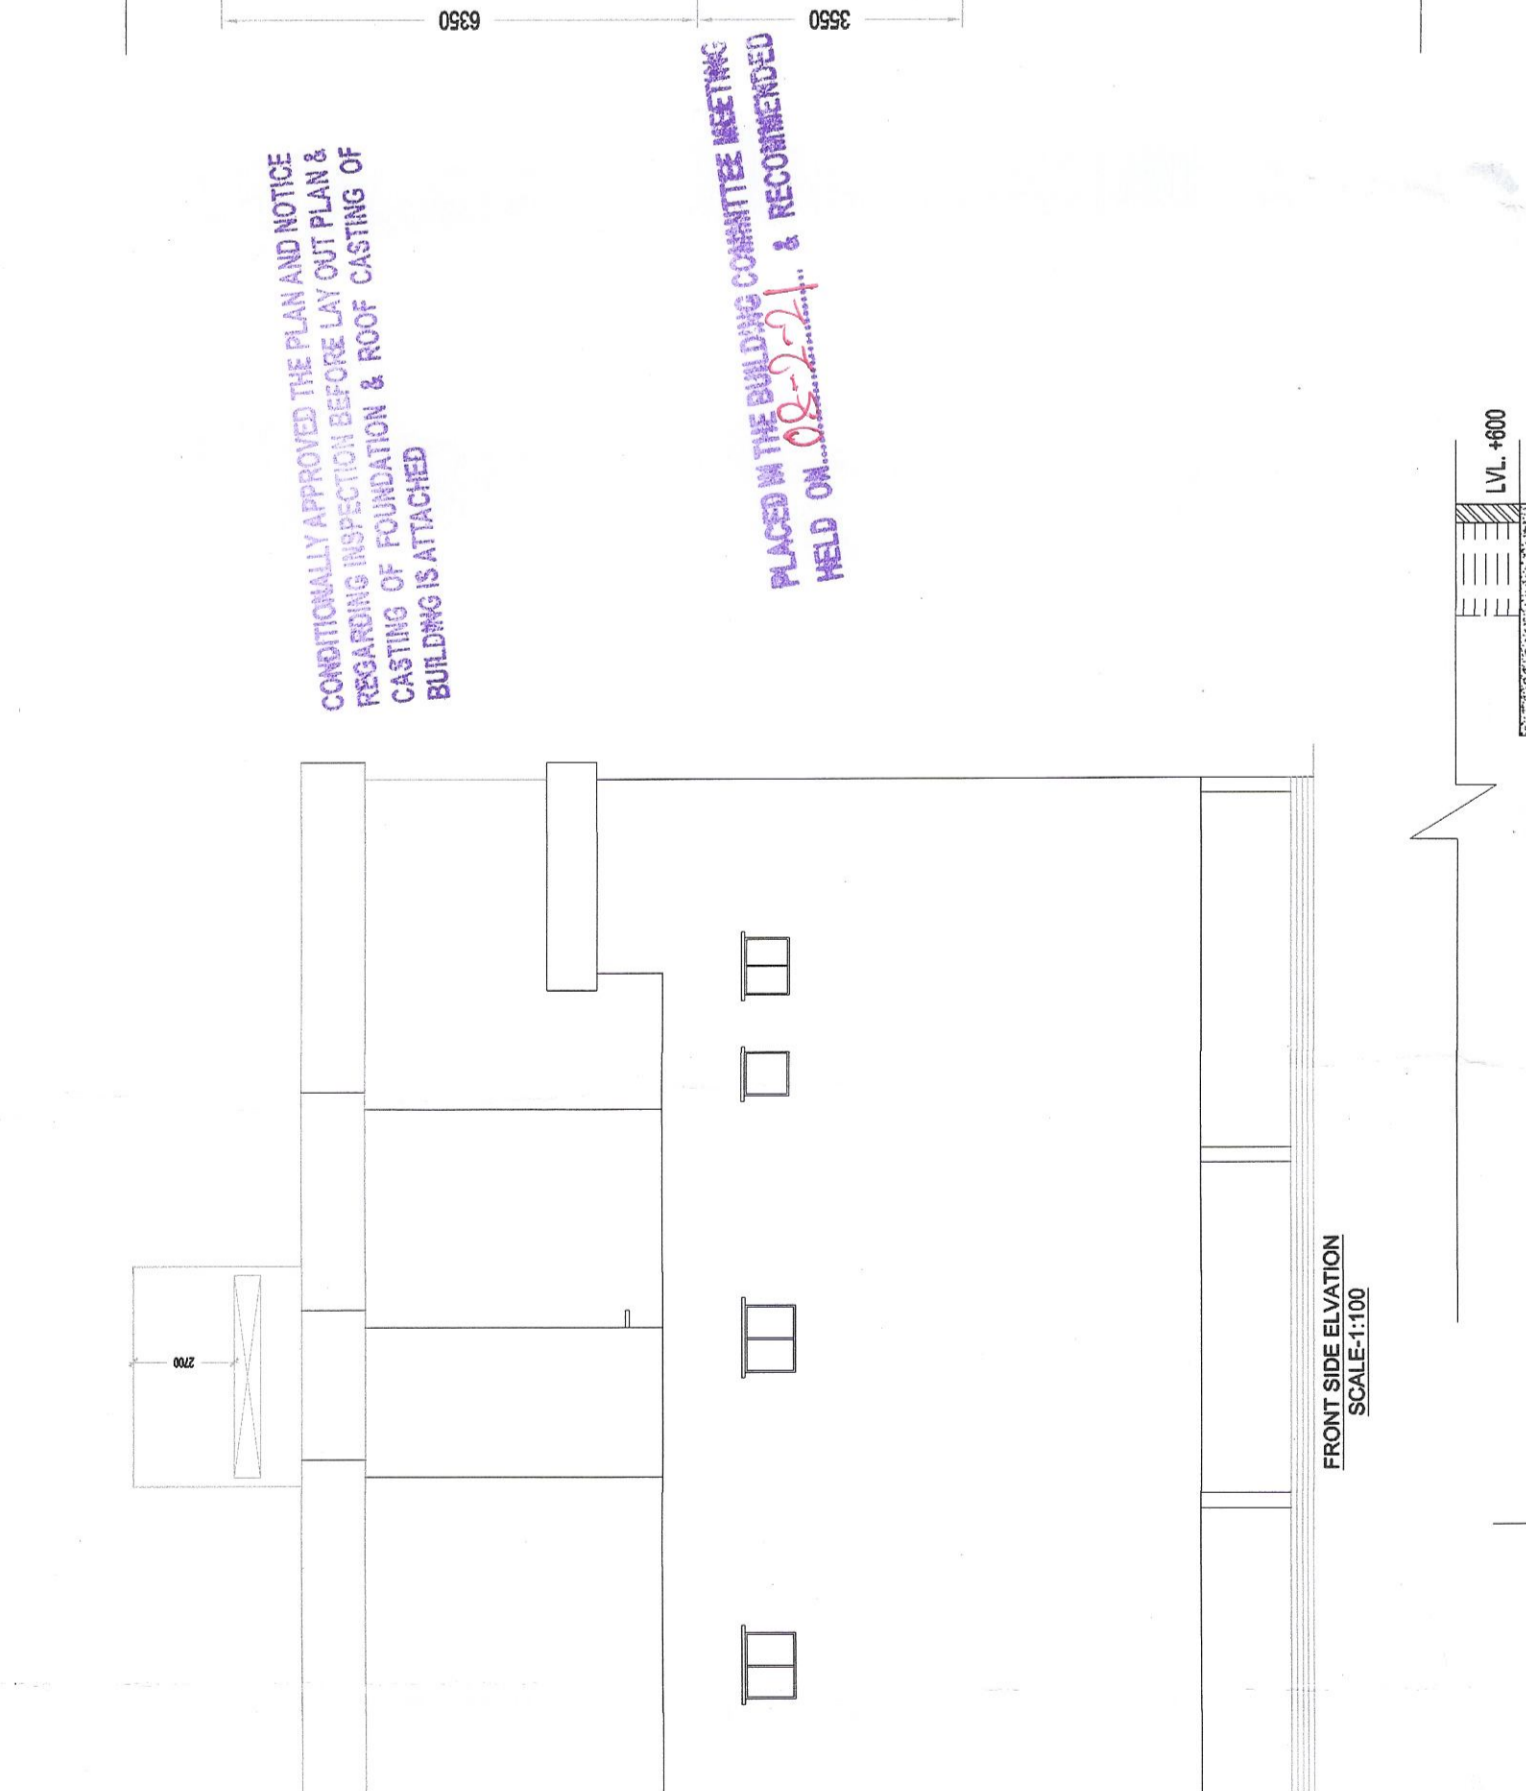 6350
3550
CONDITIONALLY APPROVED THE PLAN AND NOTICE
REGARDING INSPECTION BEFORE LAY OUT PLAN &
CASTING OF FOUNDATION & ROOF CASTING OF
BUILDING IS ATTACHED
PLACED IN THE BUILDING COMMITTEE MEETING
HELD ON 08-2-21 & RECOMMENDED
LVL. +600
2700
FRONT SIDE ELVATION
SCALE-1:100